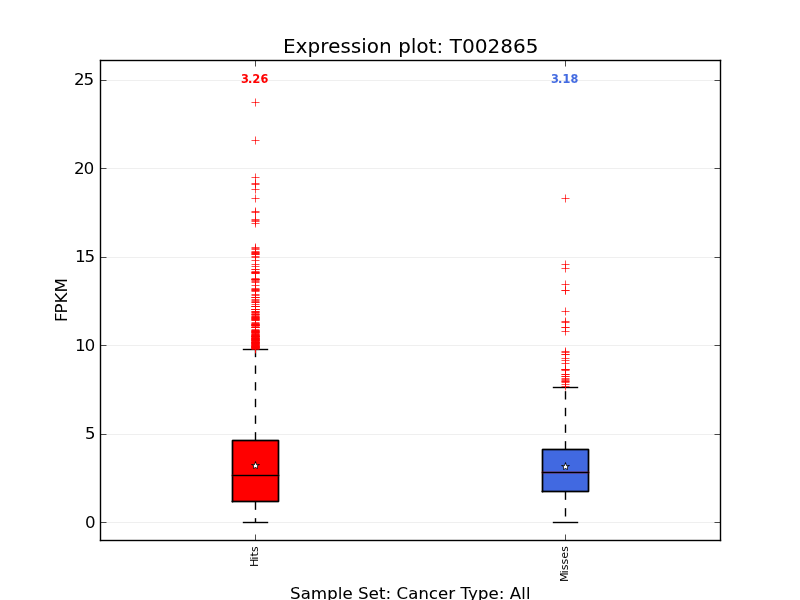 Expression plot: T002865
25
3.26
3.18
20
15
FPKM
10
5
0
Hits
Misses
Sample Set: Cancer Type: All